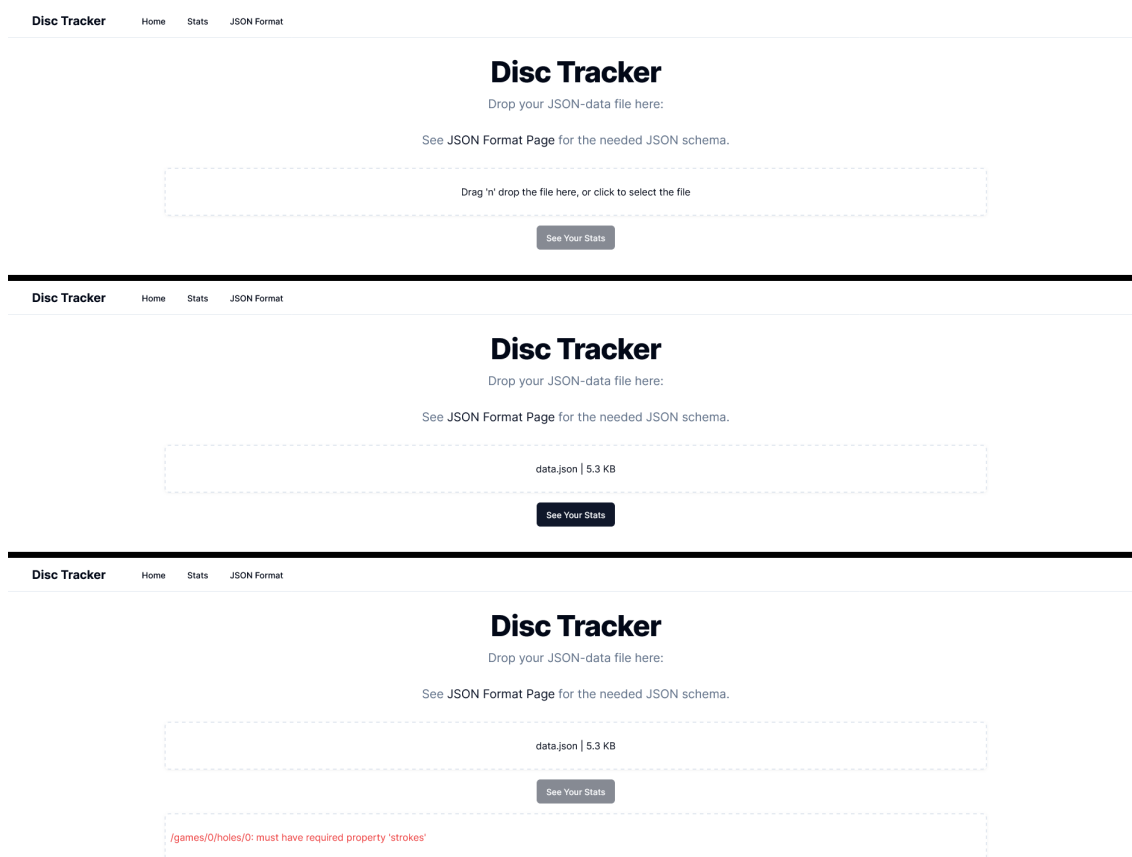 Disc Tracker Home Stats JSON Format
Disc Tracker
Drop your JSON-data file here:
See JSON Format Page for the needed JSON schema.
Drag 'n' drop the file here, or click to select the file
See Your Stats
Disc Tracker Home Stats JSON Format
Disc Tracker
Drop your JSON-data file here:
See JSON Format Page for the needed JSON schema.
data.json | 5.3 KB
See Your Stats
Disc Tracker Home Stats JSON Format
Disc Tracker
Drop your JSON-data file here:
See JSON Format Page for the needed JSON schema.
data.json | 5.3 KB
See Your Stats
/games/0/holes/0: must have required property 'strokes'